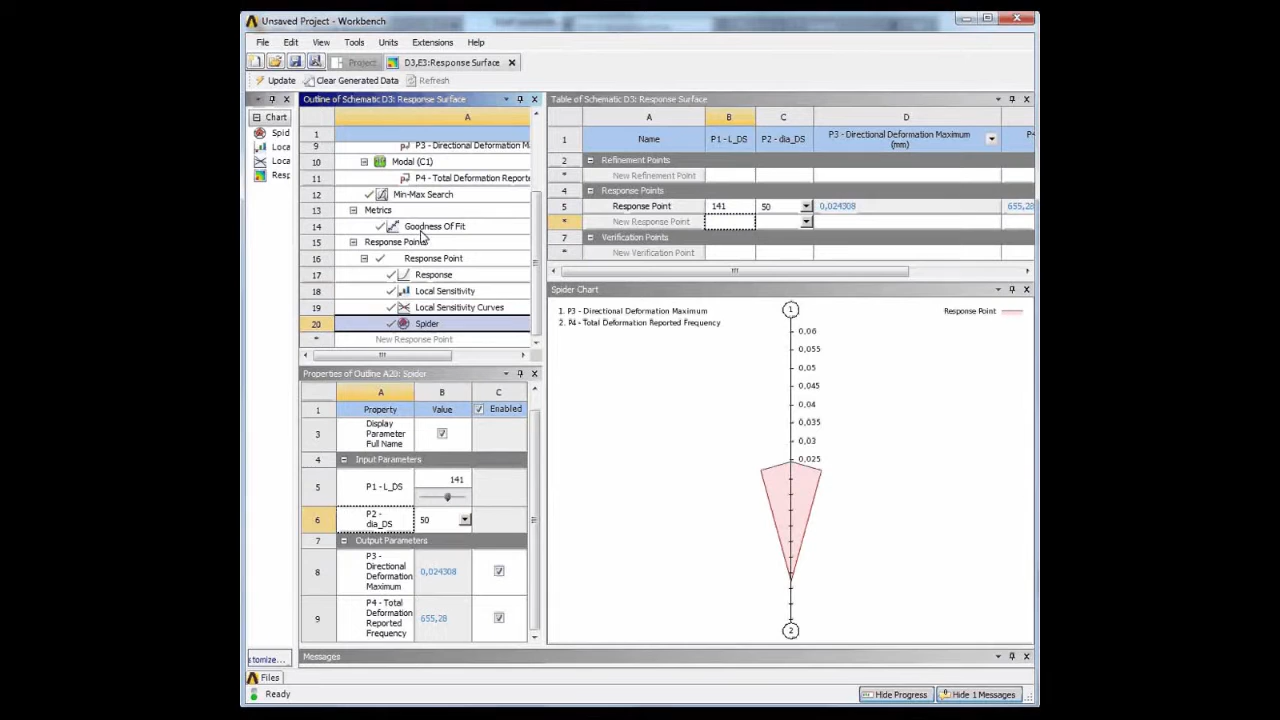 Unsaved Project - Workbench
File Edit View Tools Units Extensions Help
Project D3,E3:Response Surface
Update Clear Generated Data Refresh
Chart
Spid
Loca
Loca
Resp
tomize...
Outline of Schematic D3: Response Surface
A
1
9 P3 - Directional Deformation M
10 Modal (C1)
11 P4 - Total Deformation Reporte
12 Min-Max Search
13 Metrics
14 Goodness Of Fit
15 Response Points
16 Response Point
17 Response
18 Local Sensitivity
19 Local Sensitivity Curves
20 Spider
* New Response Point
Properties of Outline A20: Spider
A B C
1 Property Value Enabled
3 Display
Parameter
Full Name
4 Input Parameters
5 P1 - L_DS 141
6 P2 -
dia_DS 50
7 Output Parameters
8 P3 -
Directional
Deformation
Maximum 0,024308
9 P4 - Total
Deformation
Reported
Frequency 655,28
Table of Schematic D3: Response Surface
A B C D
1 Name P1 - L_DS P2 - dia_DS P3 - Directional Deformation Maximum
(mm) P4
2 Refinement Points
* New Refinement Point
4 Response Points
5 Response Point 141 50 0,024308 655,28
* New Response Point
7 Verification Points
* New Verification Point
Spider Chart
1. P3 - Directional Deformation Maximum
2. P4 - Total Deformation Reported Frequency
Response Point
1
0,06
0,055
0,05
0,045
0,04
0,035
0,03
0,025
2
Messages
Files
Ready
Hide Progress Hide 1 Messages